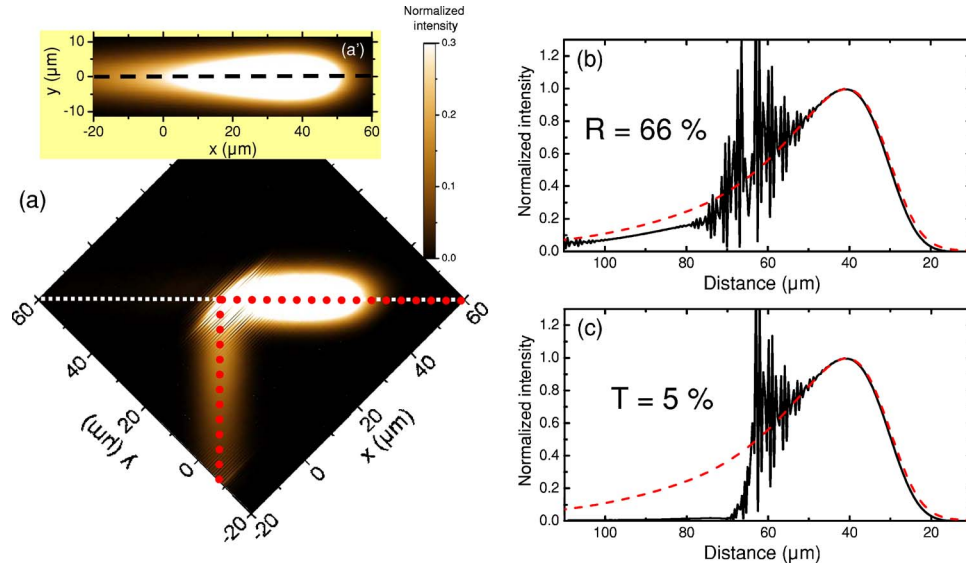 Normalized
intensity
(a')
y (µm)
10
0
-10
-20
0
20
40
60
x (µm)
0.3
0.2
0.1
0.0
(a)
60
40
20
0
-20
y (µm)
60
40
20
0
-20
x (µm)
(b)
R = 66 %
Normalized intensity
1.2
1.0
0.8
0.6
0.4
0.2
0.0
100
80
60
40
20
Distance (µm)
(c)
T = 5 %
Normalized intensity
1.2
1.0
0.8
0.6
0.4
0.2
0.0
100
80
60
40
20
Distance (µm)